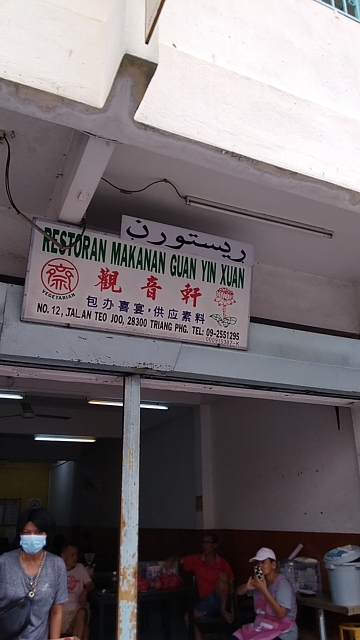 ريستورن
RESTORAN MAKANAN GUAN YIN XUAN
齋 觀音軒
VEGETARIAN
包办喜宴,供应素料
NO. 12, JALAN TEO JOO, 28300 TRIANG PHG. TEL: 09-2551295